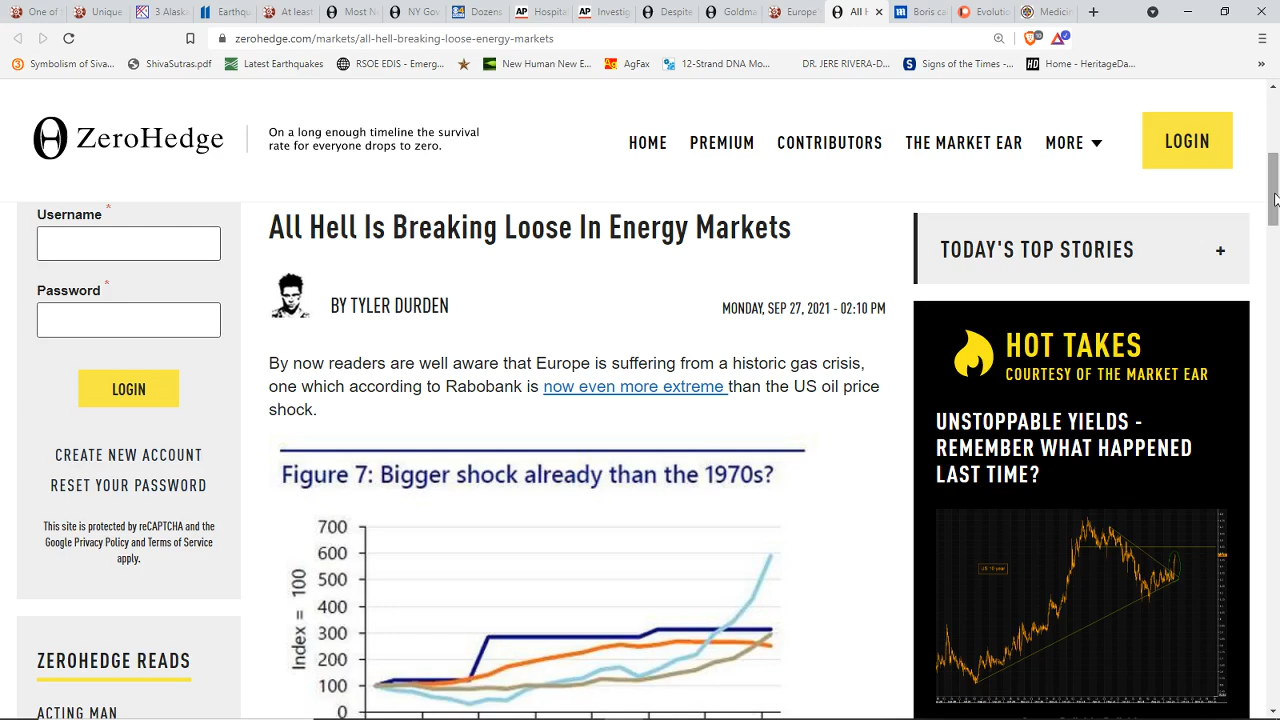 One of
Unique
3 Alask
Earthqu
At least
Most N
NY Gov
Dozens
AP Hospita
AP Investig
Despite
Goldma
Europe
All H
Boris ca
Evolutic
Medicin
zerohedge.com/markets/all-hell-breaking-loose-energy-markets
Symbolism of Siva...
ShivaSutras.pdf
Latest Earthquakes
RSOE EDIS - Emerg...
New Human New E...
AgFax
12-Strand DNA Mo...
DR. JERE RIVERA-D...
Signs of the Times -...
HD Home - HeritageDa...
ZeroHedge
On a long enough timeline the survival
rate for everyone drops to zero.
HOME PREMIUM CONTRIBUTORS THE MARKET EAR MORE
LOGIN
Username *
Password *
LOGIN
CREATE NEW ACCOUNT
RESET YOUR PASSWORD
This site is protected by reCAPTCHA and the
Google Privacy Policy and Terms of Service
apply.
ZEROHEDGE READS
ACTING MAN
All Hell Is Breaking Loose In Energy Markets
BY TYLER DURDEN
MONDAY, SEP 27, 2021 - 02:10 PM
By now readers are well aware that Europe is suffering from a historic gas crisis,
one which according to Rabobank is now even more extreme than the US oil price
shock.
Figure 7: Bigger shock already than the 1970s?
Index = 100
700
600
500
400
300
200
100
TODAY'S TOP STORIES +
HOT TAKES
COURTESY OF THE MARKET EAR
UNSTOPPABLE YIELDS -
REMEMBER WHAT HAPPENED
LAST TIME?
US 10 year